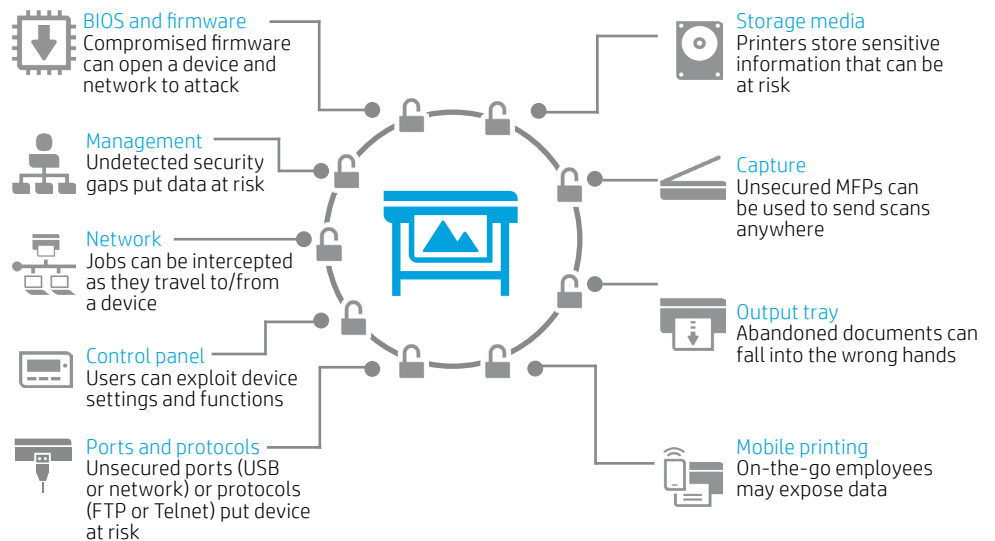 BIOS and firmware
Compromised firmware
can open a device and
network to attack
Management
Undetected security
gaps put data at risk
Network
Jobs can be intercepted
as they travel to/from
a device
Control panel
Users can exploit device
settings and functions
Ports and protocols
Unsecured ports (USB
or network) or protocols
(FTP or Telnet) put device
at risk
Storage media
Printers store sensitive
information that can be
at risk
Capture
Unsecured MFPs can
be used to send scans
anywhere
Output tray
Abandoned documents can
fall into the wrong hands
Mobile printing
On-the-go employees
may expose data